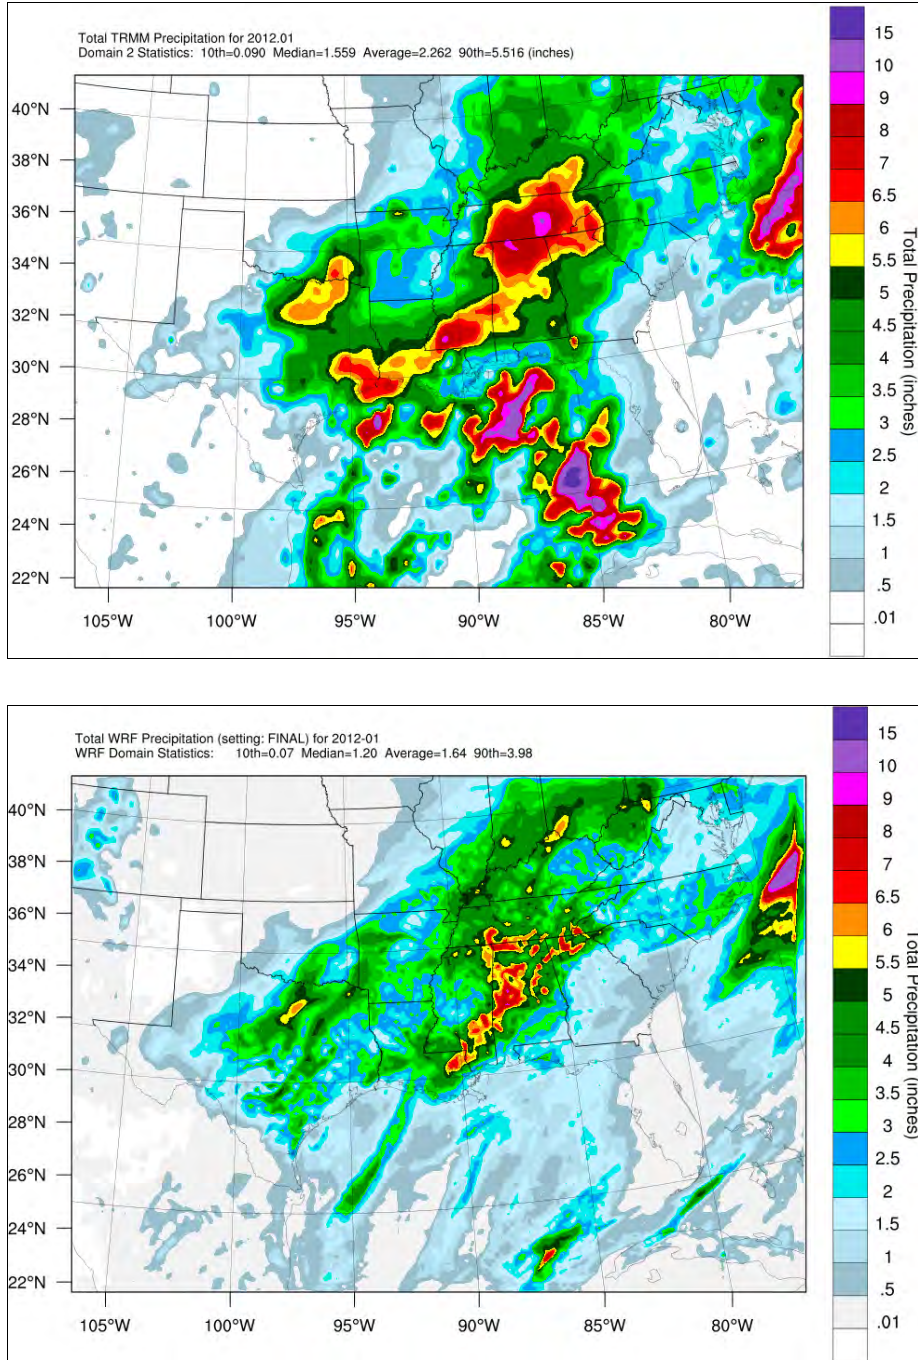 Total TRMM Precipitation for 2012.01
Domain 2 Statistics: 10th=0.090 Median=1.559 Average=2.262 90th=5.516 (inches)
40°N
38°N
36°N
34°N
32°N
30°N
28°N
26°N
24°N
22°N
105°W 100°W 95°W 90°W 85°W 80°W
15
10
9
8
7
6.5
6
5.5
5
4.5
4
3.5
3
2.5
2
1.5
1
.5
.01
Total Precipitation (inches)
Total WRF Precipitation (setting: FINAL) for 2012-01
WRF Domain Statistics: 10th=0.07 Median=1.20 Average=1.64 90th=3.98
40°N
38°N
36°N
34°N
32°N
30°N
28°N
26°N
24°N
22°N
105°W 100°W 95°W 90°W 85°W 80°W
15
10
9
8
7
6.5
6
5.5
5
4.5
4
3.5
3
2.5
2
1.5
1
.5
.01
Total Precipitation (inches)